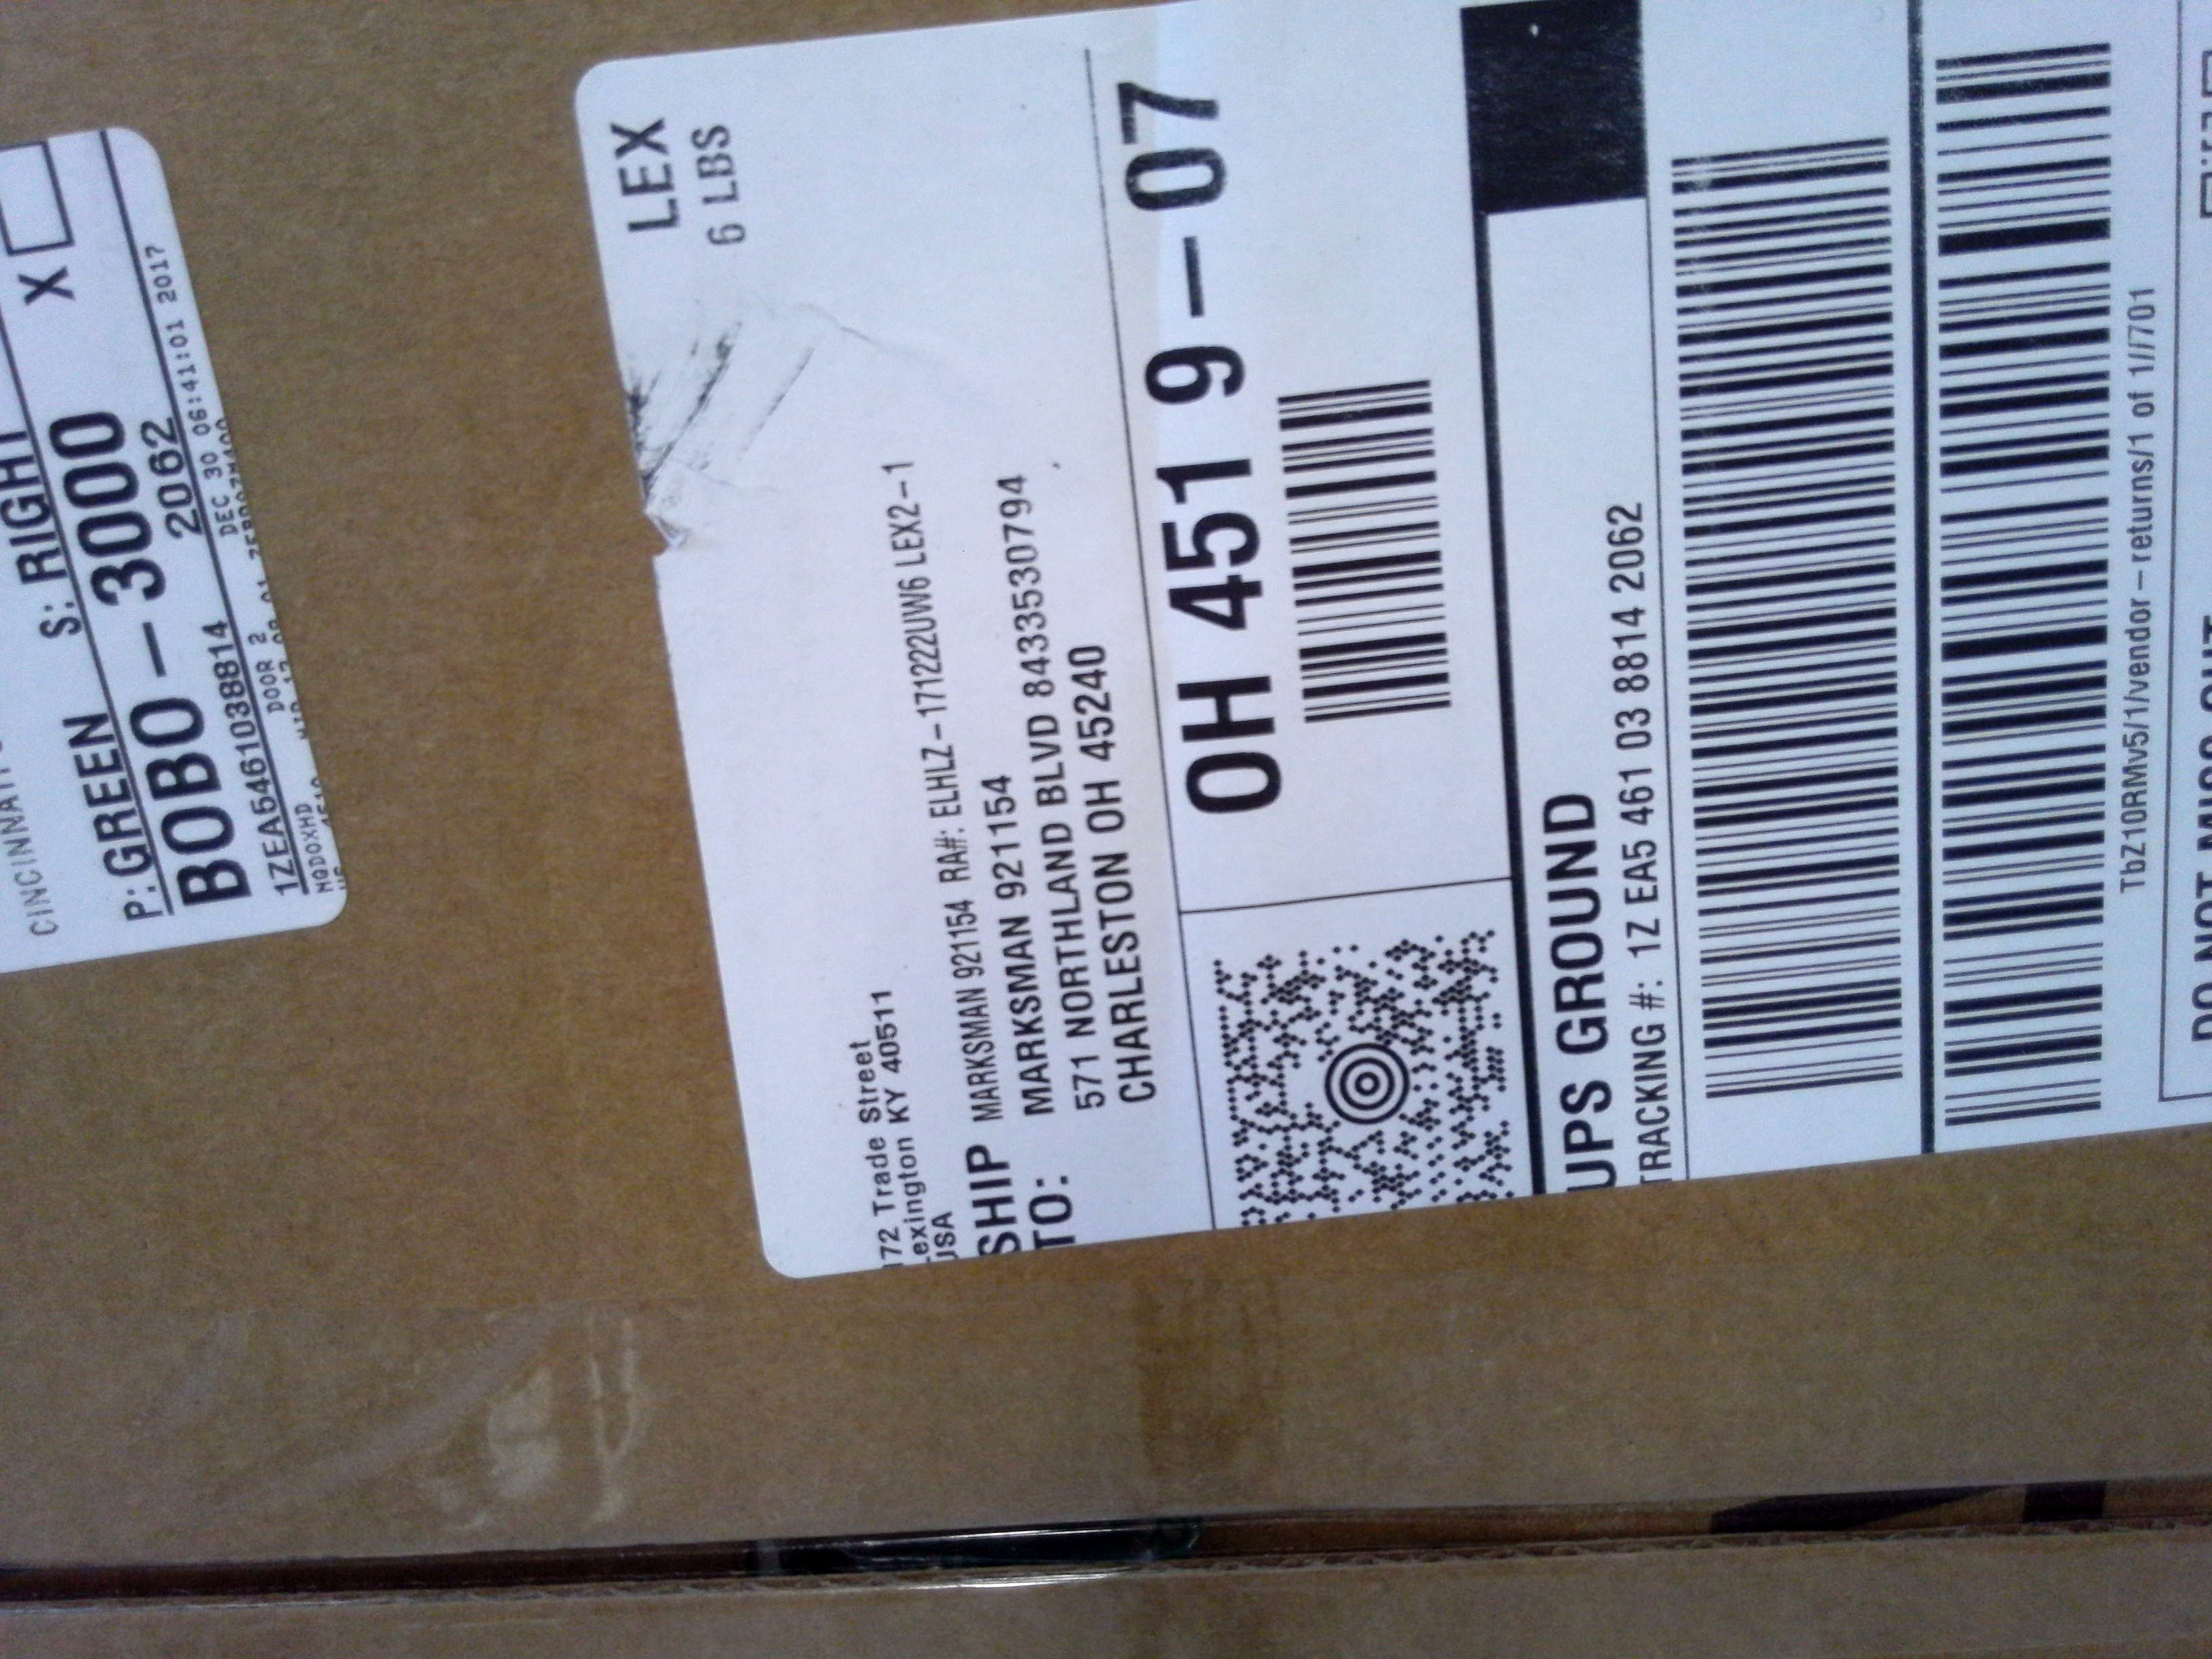 CINCINNATI
P: GREEN S: RIGHT X
BOBO - 3000
1ZEA5461038814 2062
DOOR 2 DEC 30 06:41:01 2017
HQDOXHD
LEX
6 LBS
172 Trade Street
Lexington KY 40511
USA
SHIP TO:
MARKSMAN 921154 RA#: ELHLZ-171222UW6 LEX2-1
MARKSMAN 921154
571 NORTHLAND BLVD 8433530794
CHARLESTON OH 45240
OH 451 9-07
UPS GROUND
TRACKING #: 1Z EA5 461 03 8814 2062
TbZ10RMv5/1/vendor-returns/1 of 1//701